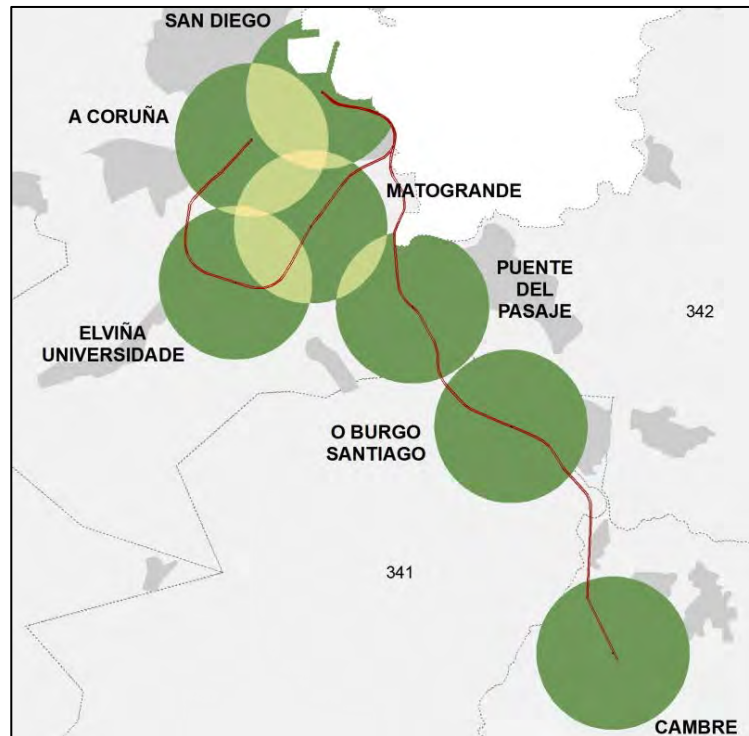 SAN DIEGO
A CORUÑA
MATOGRANDE
PUENTE
DEL
PASAJE
342
ELVIÑA
UNIVERSIDADE
O BURGO
SANTIAGO
341
CAMBRE